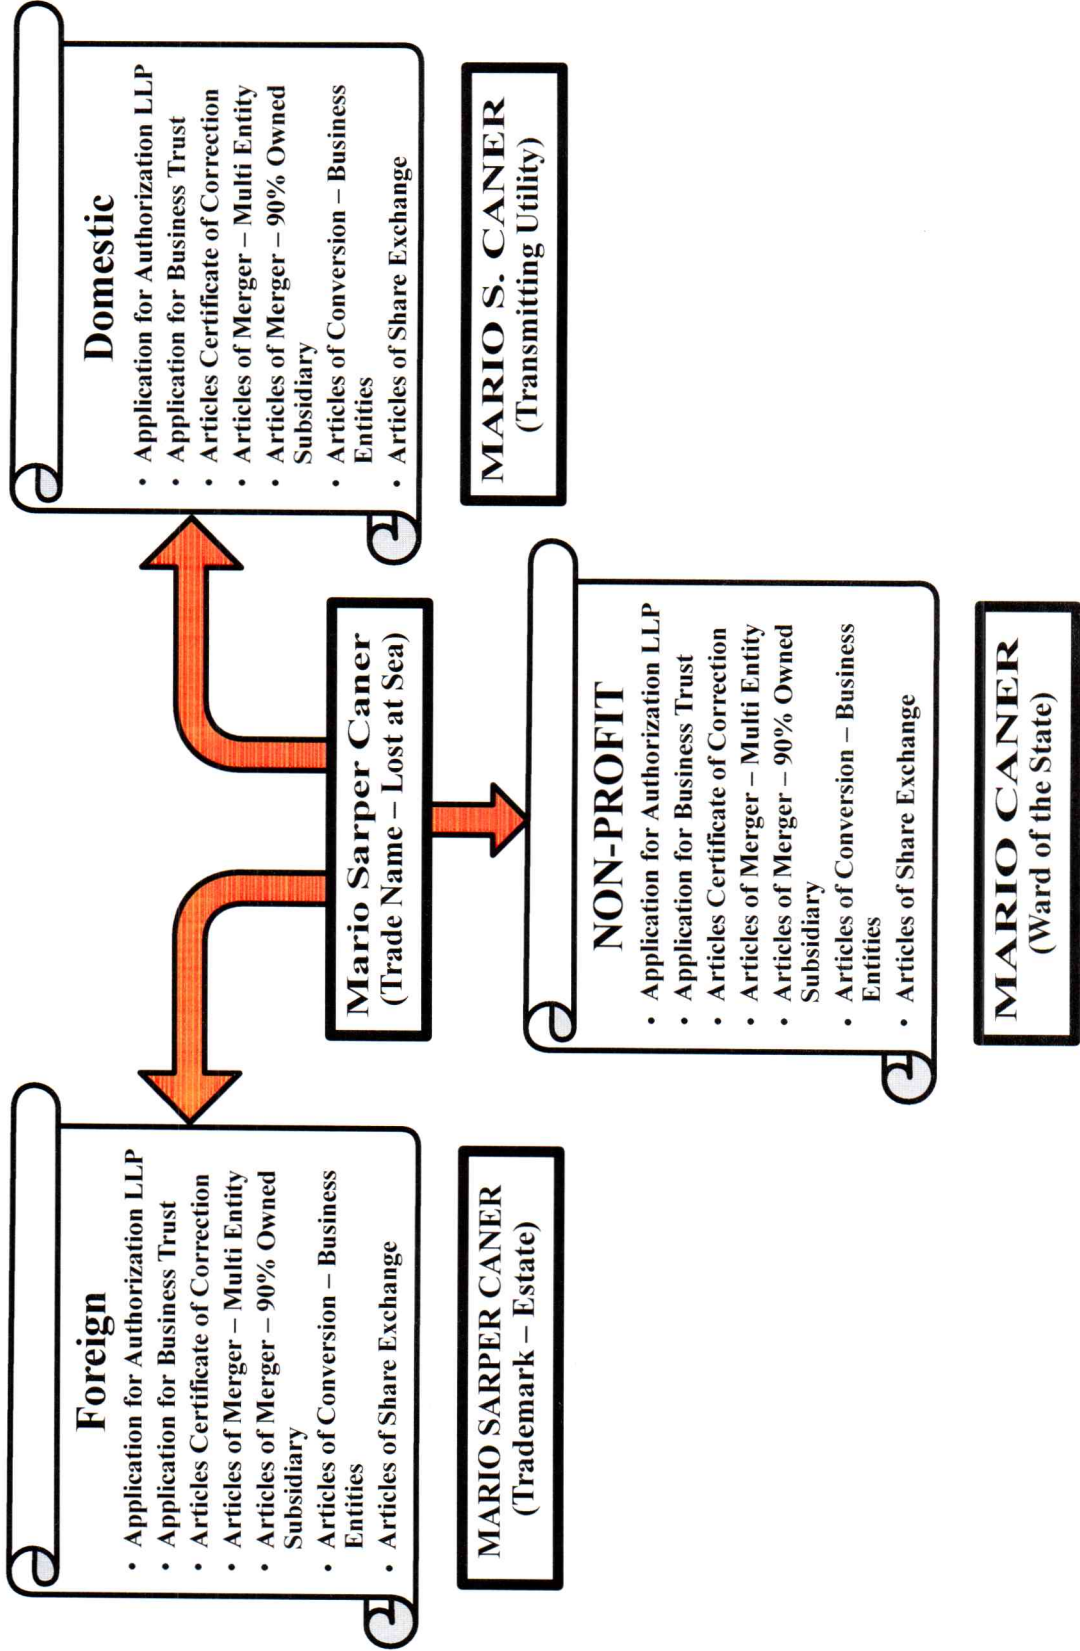 Foreign
• Application for Authorization LLP
• Application for Business Trust
• Articles Certificate of Correction
• Articles of Merger – Multi Entity
• Articles of Merger – 90% Owned
Subsidiary
• Articles of Conversion – Business
Entities
• Articles of Share Exchange
MARIO SARPER CANER
(Trademark – Estate)
Mario Sarper Caner
(Trade Name – Lost at Sea)
Domestic
• Application for Authorization LLP
• Application for Business Trust
• Articles Certificate of Correction
• Articles of Merger – Multi Entity
• Articles of Merger – 90% Owned
Subsidiary
• Articles of Conversion – Business
Entities
• Articles of Share Exchange
MARIO S. CANER
(Transmitting Utility)
NON-PROFIT
• Application for Authorization LLP
• Application for Business Trust
• Articles Certificate of Correction
• Articles of Merger – Multi Entity
• Articles of Merger – 90% Owned
Subsidiary
• Articles of Conversion – Business
Entities
• Articles of Share Exchange
MARIO CANER
(Ward of the State)